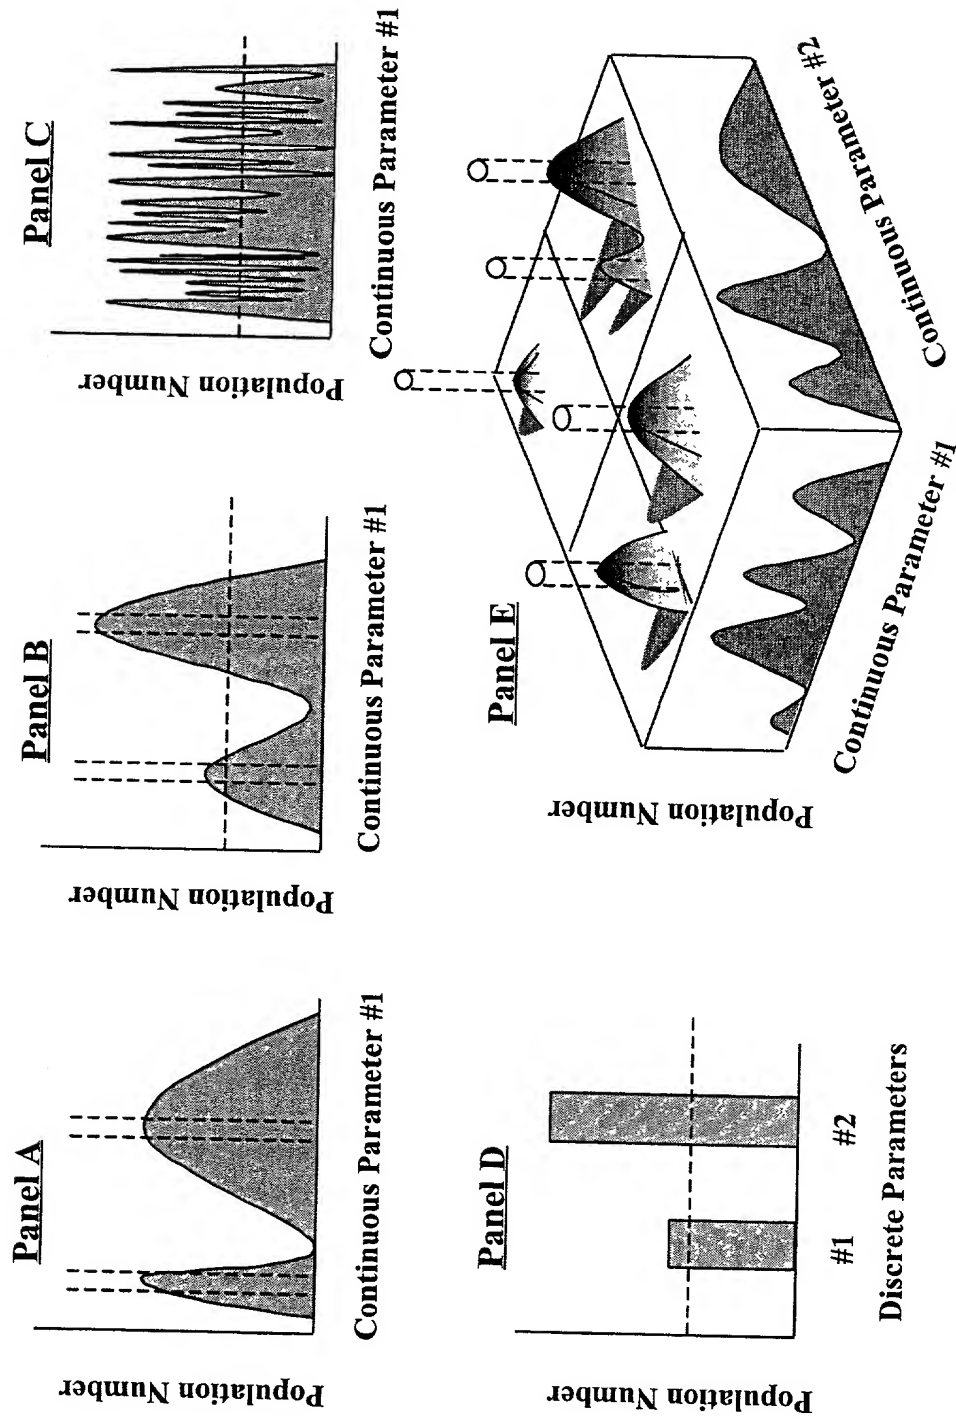 Panel A
Population Number
Continuous Parameter #1
Panel B
Population Number
Continuous Parameter #1
Panel C
Population Number
Continuous Parameter #1
Panel D
Population Number
#1
#2
Discrete Parameters
Panel E
Population Number
Continuous Parameter #1
Continuous Parameter #2